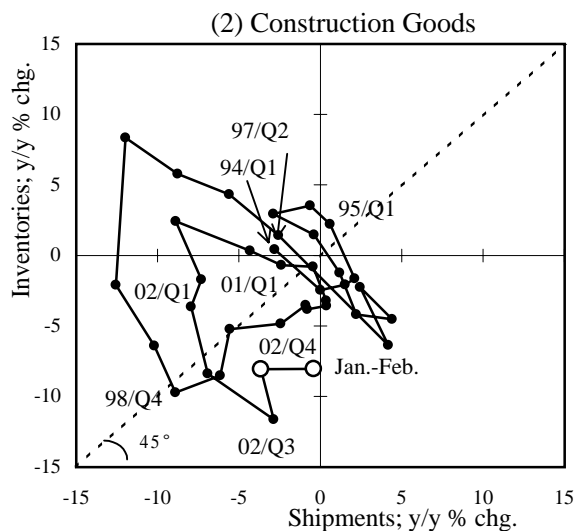 (2) Construction Goods
15
10
5
0
-5
-10
-15
Inventories; y/y % chg.
97/Q2
94/Q1
95/Q1
02/Q1
01/Q1
02/Q4
Jan.-Feb.
98/Q4
02/Q3
45°
-15
-10
-5
0
5
10
15
Shipments; y/y % chg.